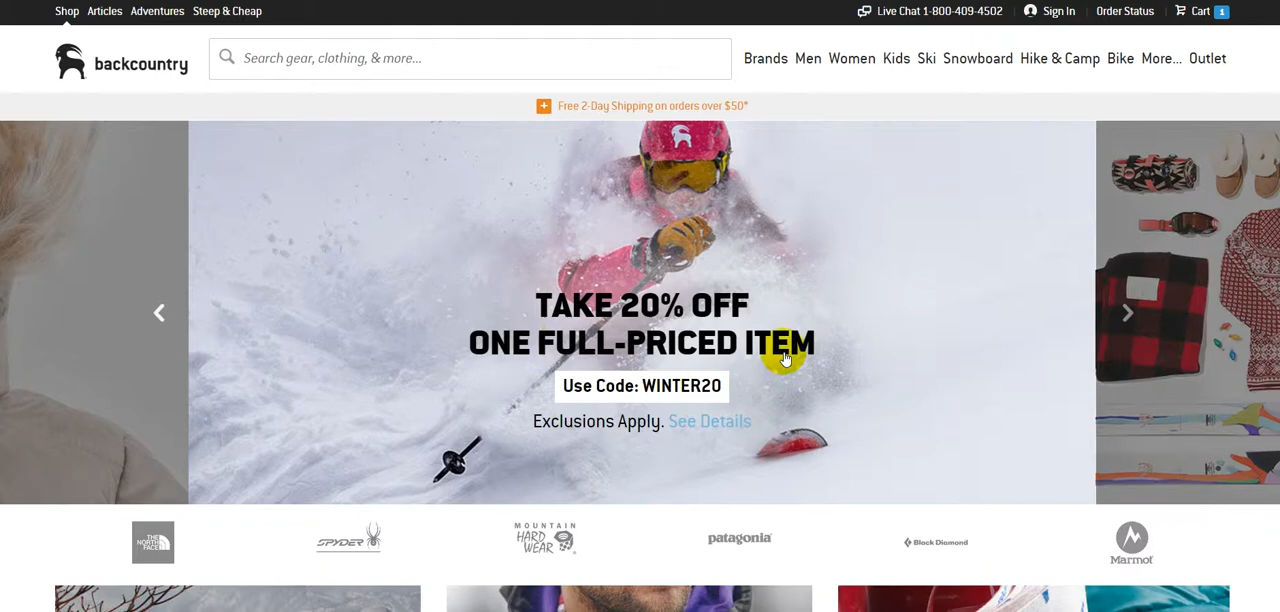 Shop Articles Adventures Steep & Cheap
Live Chat 1-800-409-4502 Sign In Order Status Cart 1
backcountry
Search gear, clothing, & more...
Brands Men Women Kids Ski Snowboard Hike & Camp Bike More... Outlet
+ Free 2-Day Shipping on orders over $50*
TAKE 20% OFF
ONE FULL-PRICED ITEM
Use Code: WINTER20
Exclusions Apply. See Details
THE
NORTH
FACE
SPYDER
MOUNTAIN
HARD
WEAR
patagonia
Black Diamond
Marmot